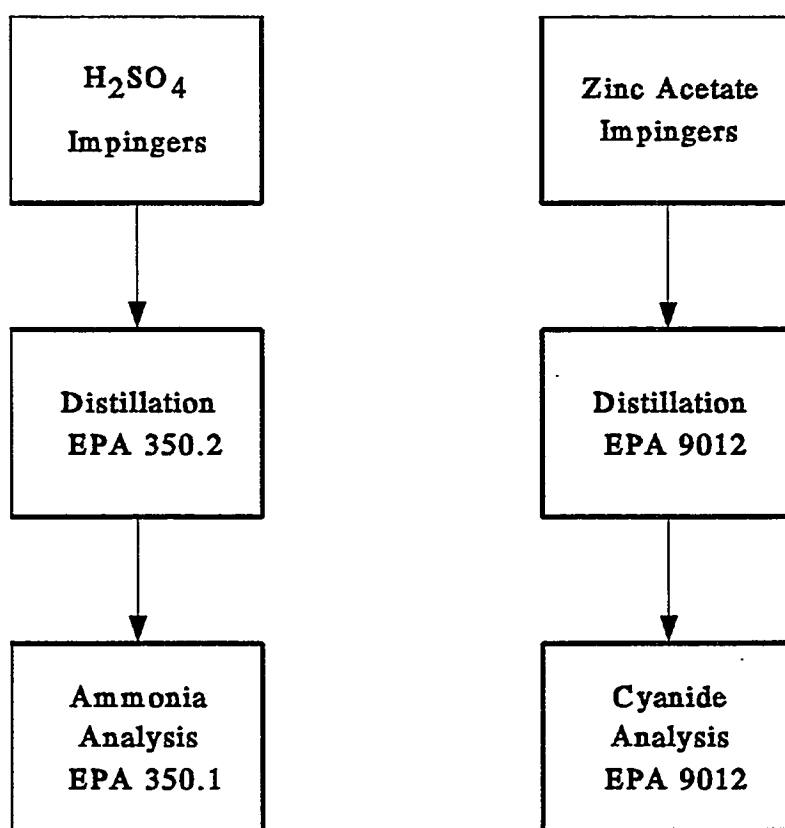 H₂SO₄
Impingers
Distillation
EPA 350.2
Ammonia
Analysis
EPA 350.1
Zinc Acetate
Impingers
Distillation
EPA 9012
Cyanide
Analysis
EPA 9012